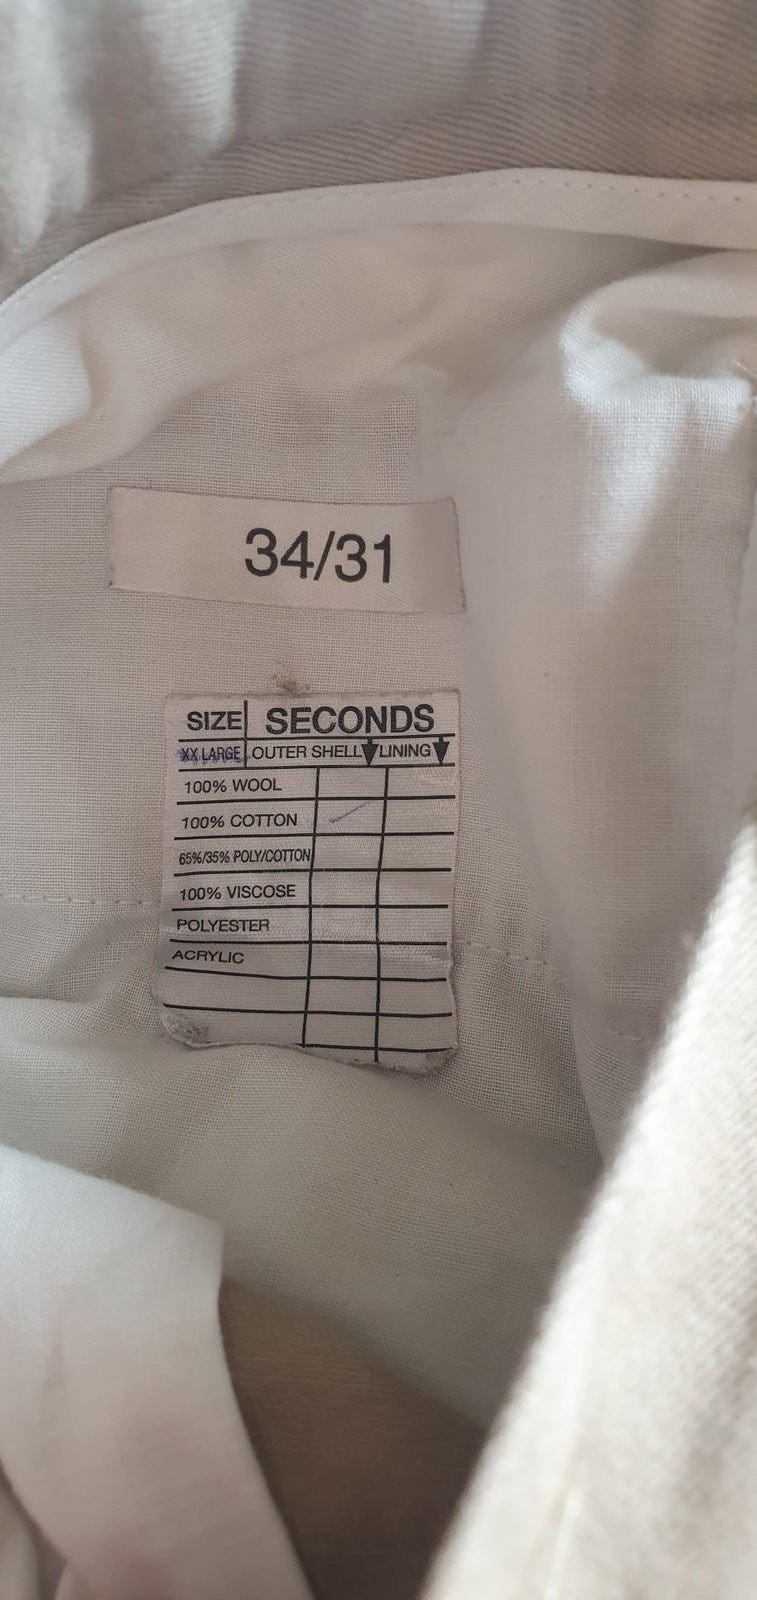 34/31
SIZE SECONDS
XX LARGE OUTER SHELL LINING
100% WOOL
100% COTTON
65%/35% POLY/COTTON
100% VISCOSE
POLYESTER
ACRYLIC